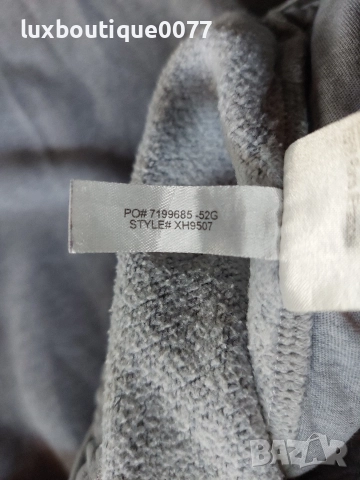 luxboutique0077
PO# 7199685 -52G
STYLE# XH9507
BAZAR